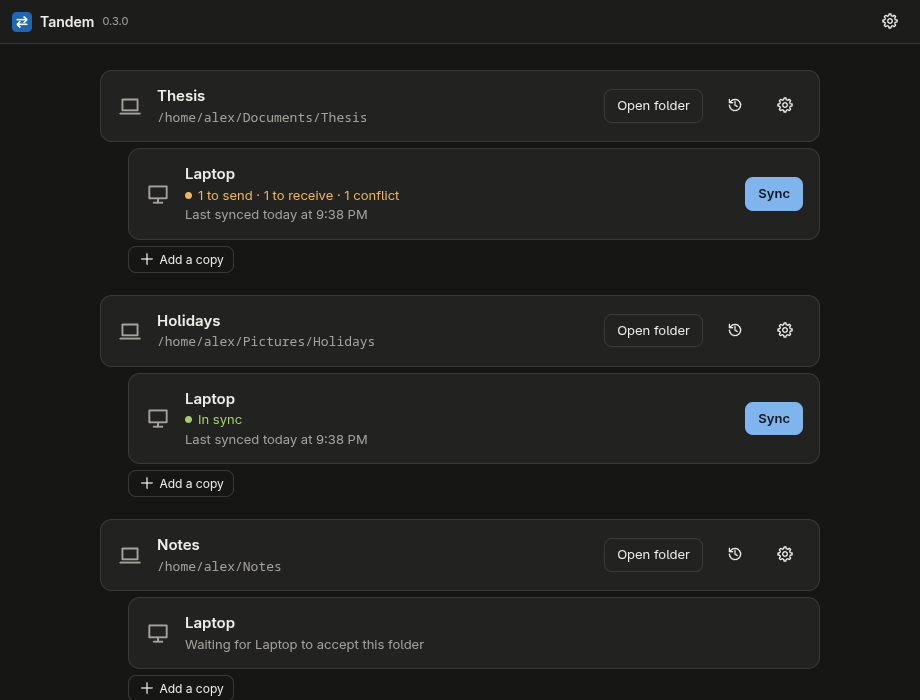 Tandem 0.3.0
Thesis
/home/alex/Documents/Thesis
Open folder
Laptop
1 to send · 1 to receive · 1 conflict
Last synced today at 9:38 PM
Sync
Add a copy
Holidays
/home/alex/Pictures/Holidays
Open folder
Laptop
In sync
Last synced today at 9:38 PM
Sync
Add a copy
Notes
/home/alex/Notes
Open folder
Laptop
Waiting for Laptop to accept this folder
Add a copy